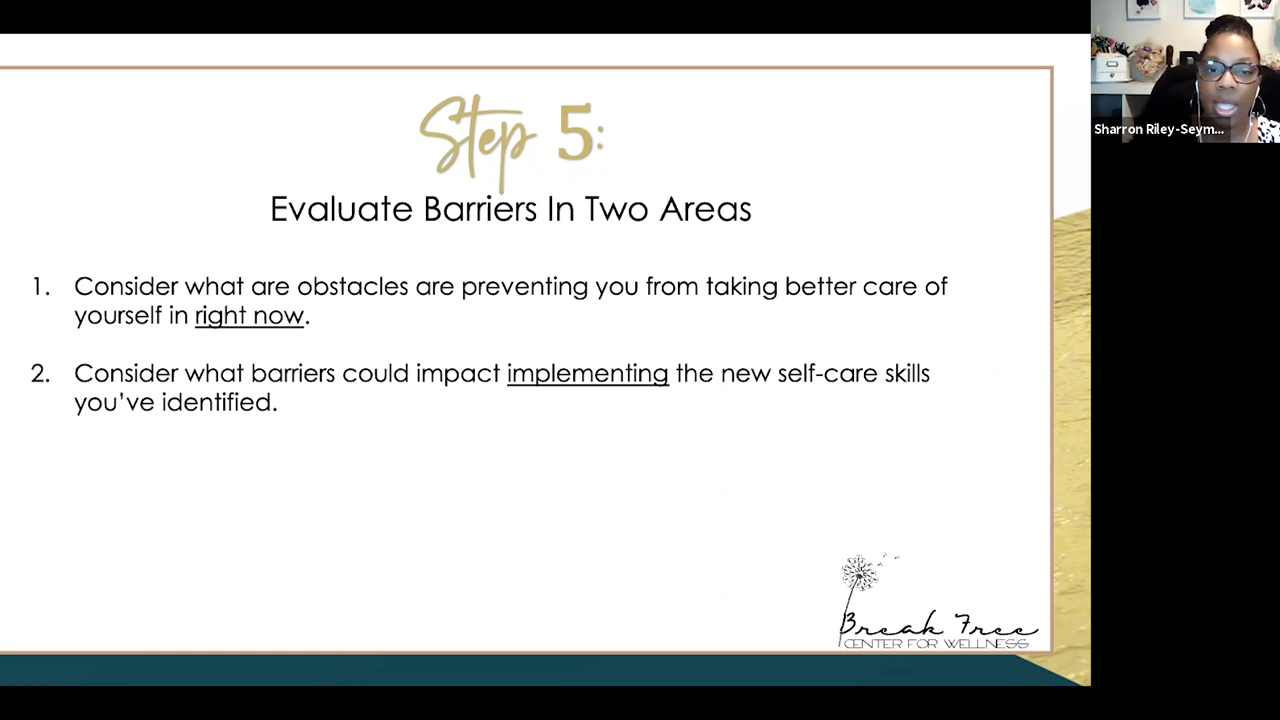 Step 5:
Evaluate Barriers In Two Areas
1. Consider what are obstacles are preventing you from taking better care of
yourself in right now.
2. Consider what barriers could impact implementing the new self-care skills
you’ve identified.
Break Free
CENTER FOR WELLNESS
Sharron Riley-Seym...